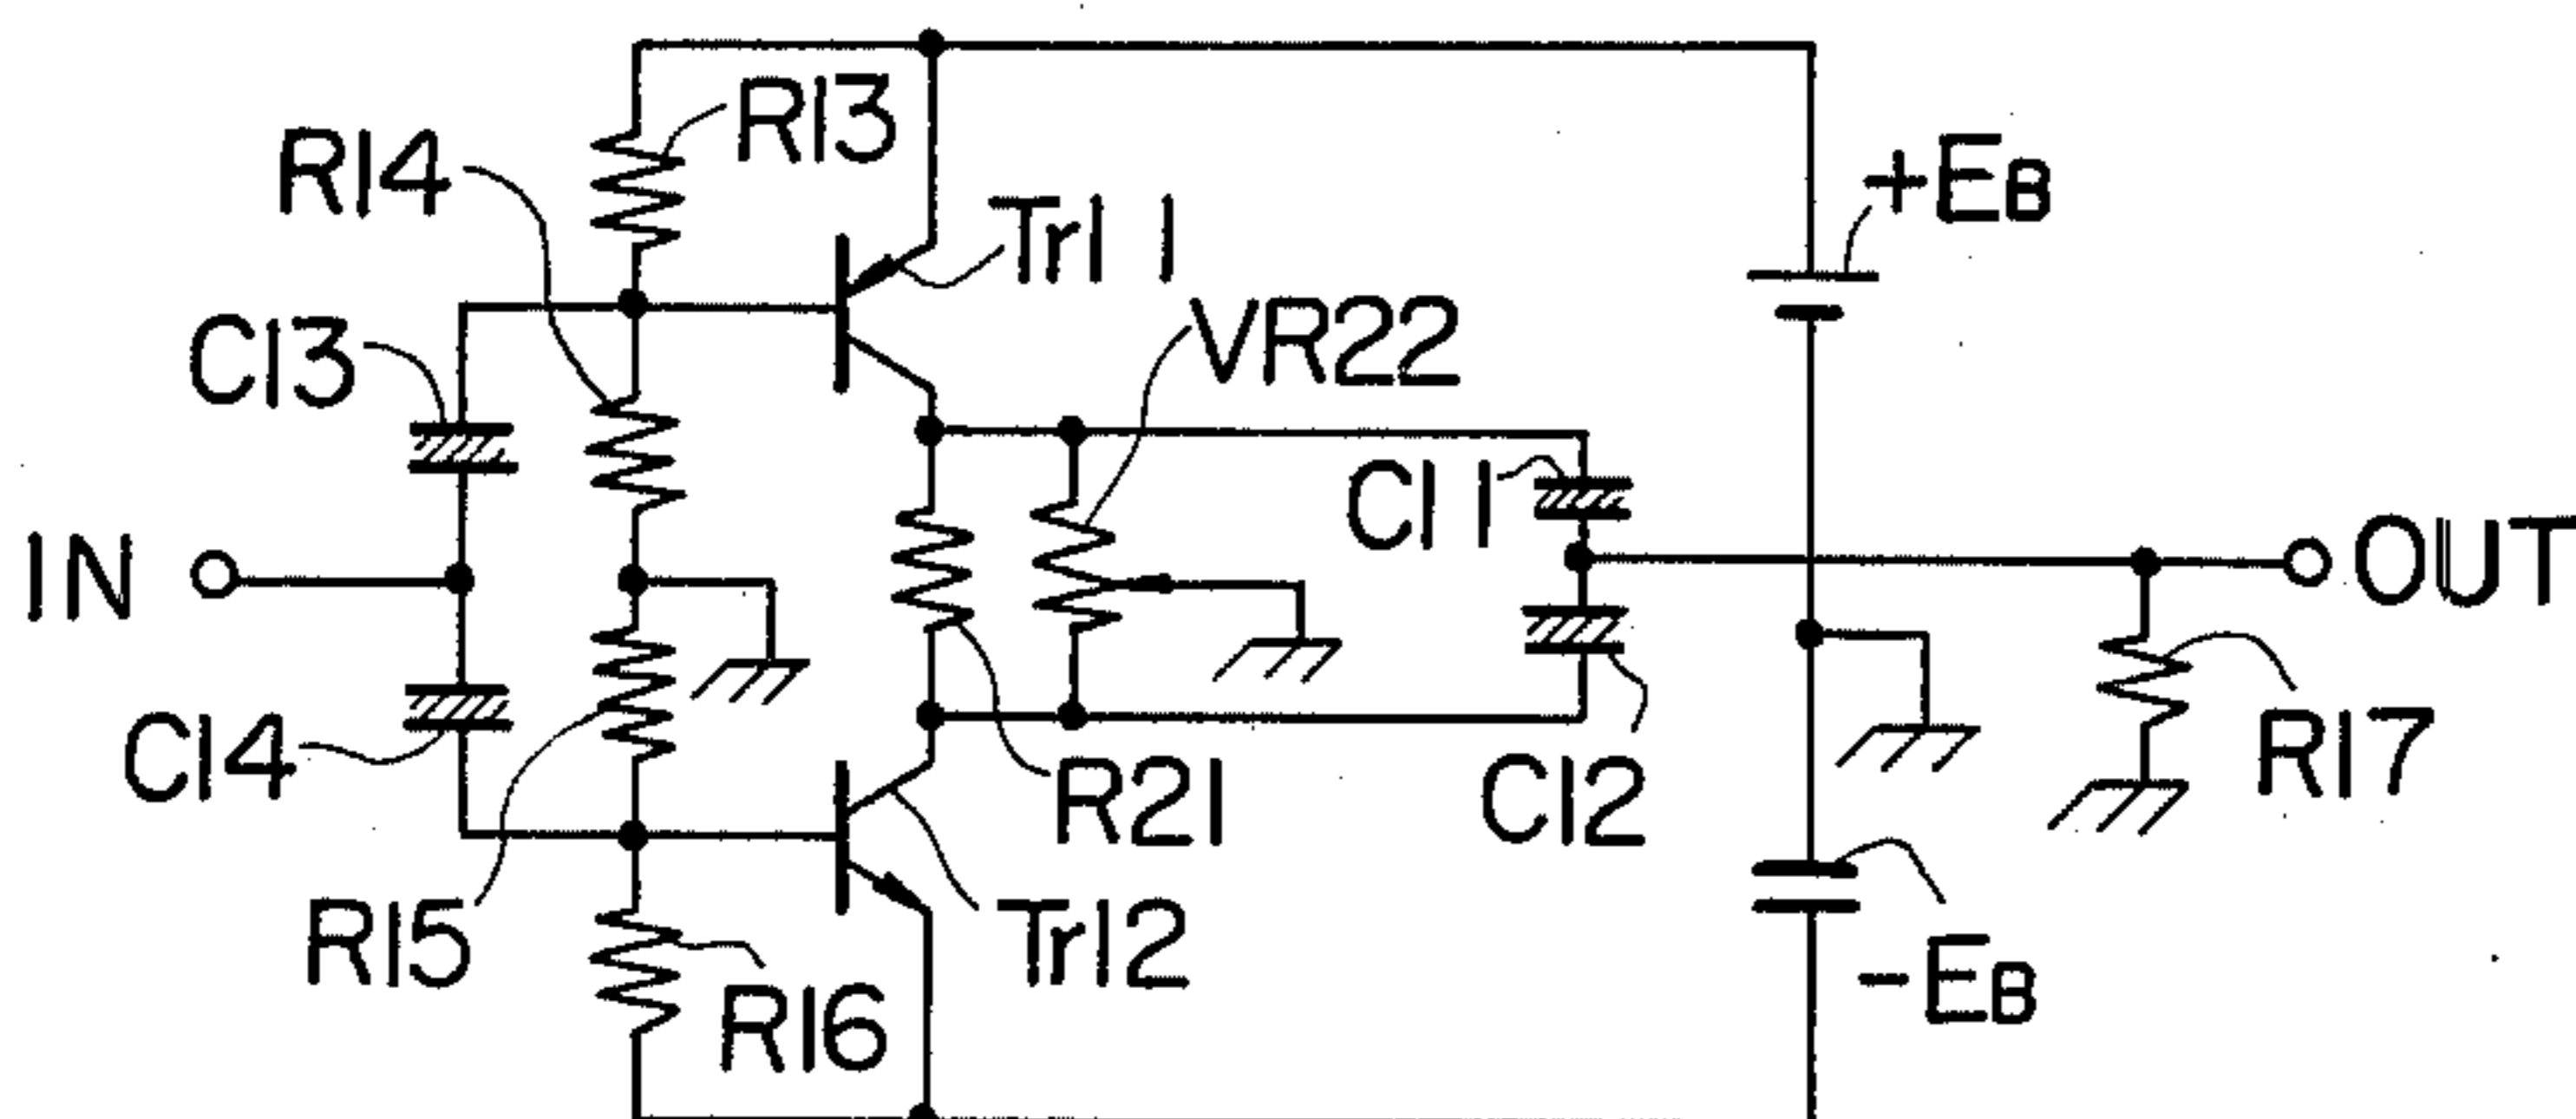 R13
R14
+EB
Tr11
C13
VR22
C11
IN
OUT
C14
R21
C12
R17
R15
Tr12
-EB
R16